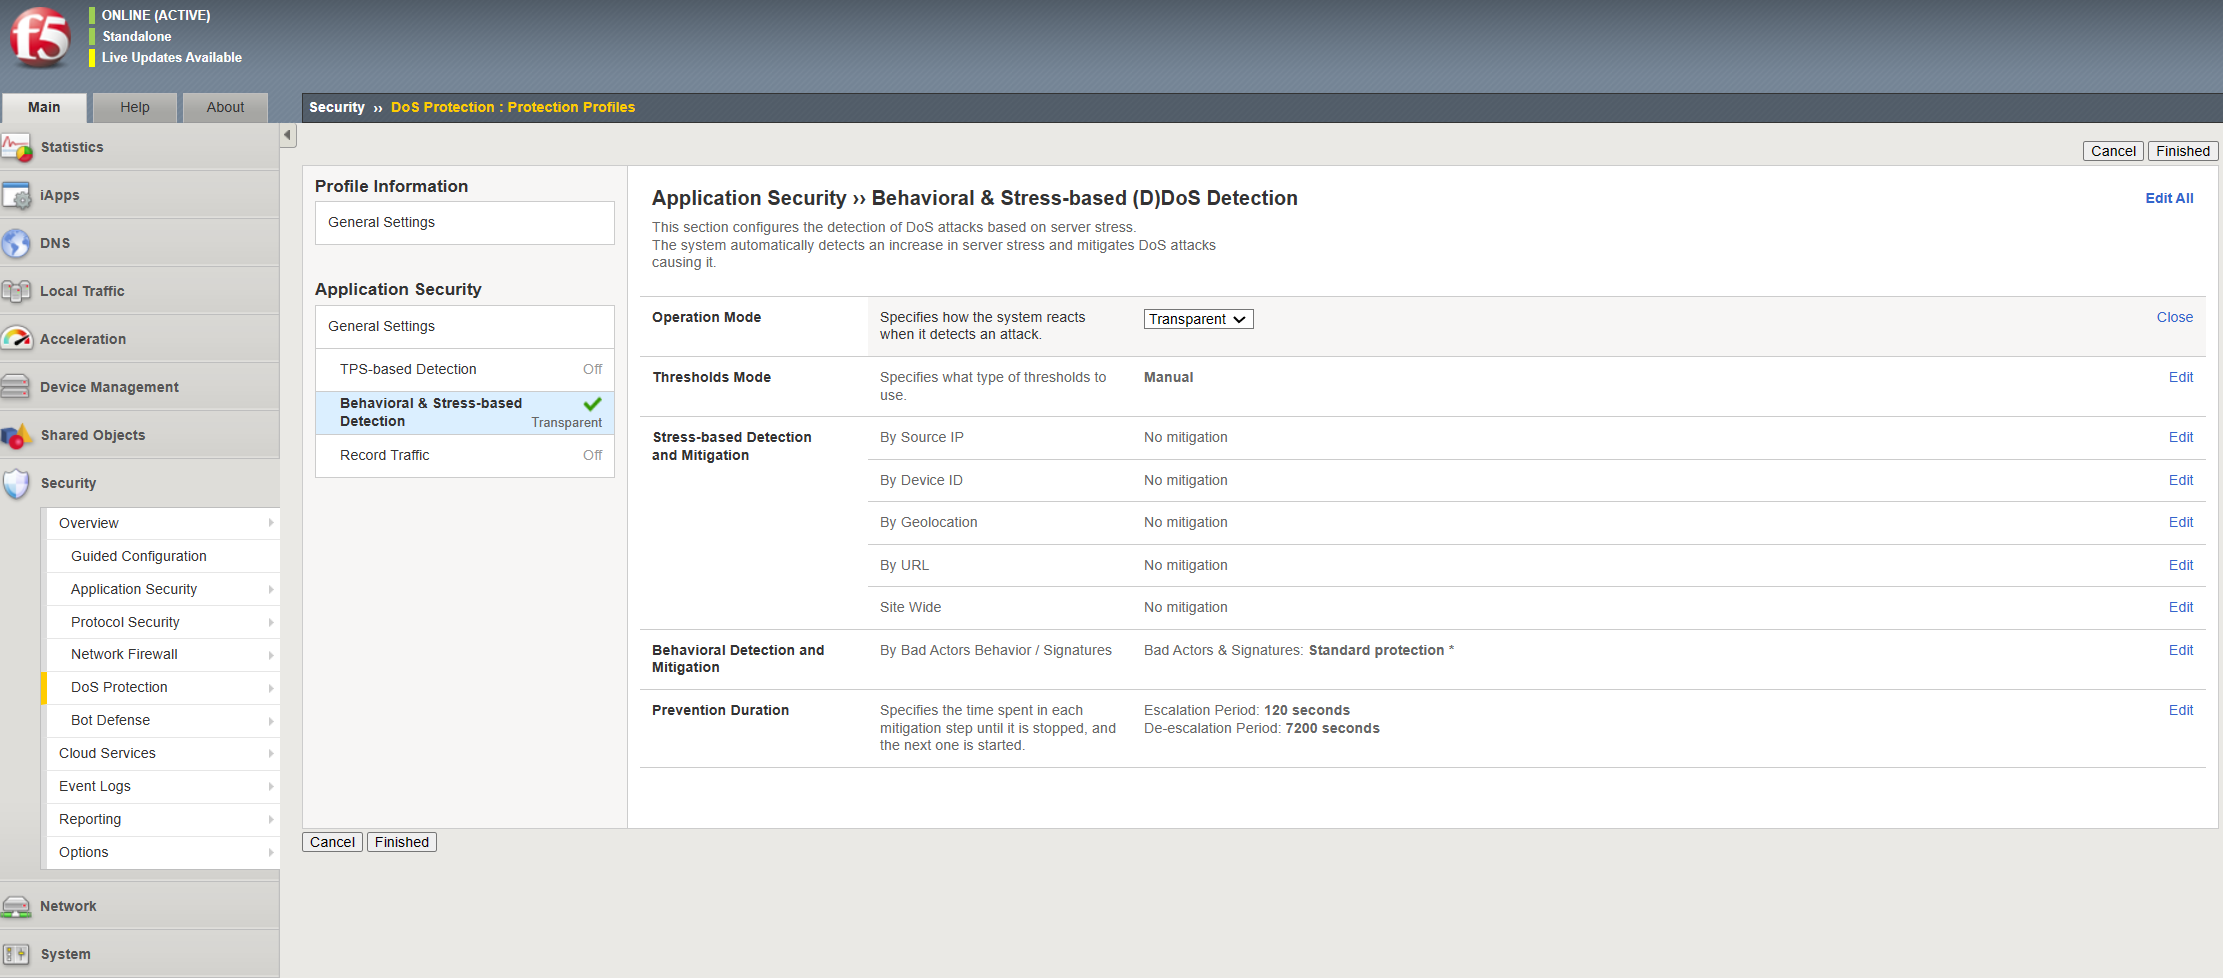 f5
ONLINE (ACTIVE)
Standalone
Live Updates Available
Main
Help
About
Security ›› DoS Protection : Protection Profiles
Statistics
iApps
DNS
Local Traffic
Acceleration
Device Management
Shared Objects
Security
Overview
Guided Configuration
Application Security
Protocol Security
Network Firewall
DoS Protection
Bot Defense
Cloud Services
Event Logs
Reporting
Options
Network
System
Cancel
Finished
Profile Information
General Settings
Application Security
General Settings
TPS-based Detection
Off
Behavioral & Stress-based
Detection
Transparent
Record Traffic
Off
Application Security ›› Behavioral & Stress-based (D)DoS Detection
Edit All
This section configures the detection of DoS attacks based on server stress.
The system automatically detects an increase in server stress and mitigates DoS attacks
causing it.
Operation Mode
Specifies how the system reacts
when it detects an attack.
Transparent
Close
Thresholds Mode
Specifies what type of thresholds to
use.
Manual
Edit
Stress-based Detection
and Mitigation
By Source IP
No mitigation
Edit
By Device ID
No mitigation
Edit
By Geolocation
No mitigation
Edit
By URL
No mitigation
Edit
Site Wide
No mitigation
Edit
Behavioral Detection and
Mitigation
By Bad Actors Behavior / Signatures
Bad Actors & Signatures: Standard protection *
Edit
Prevention Duration
Specifies the time spent in each
mitigation step until it is stopped, and
the next one is started.
Escalation Period: 120 seconds
De-escalation Period: 7200 seconds
Edit
Cancel
Finished